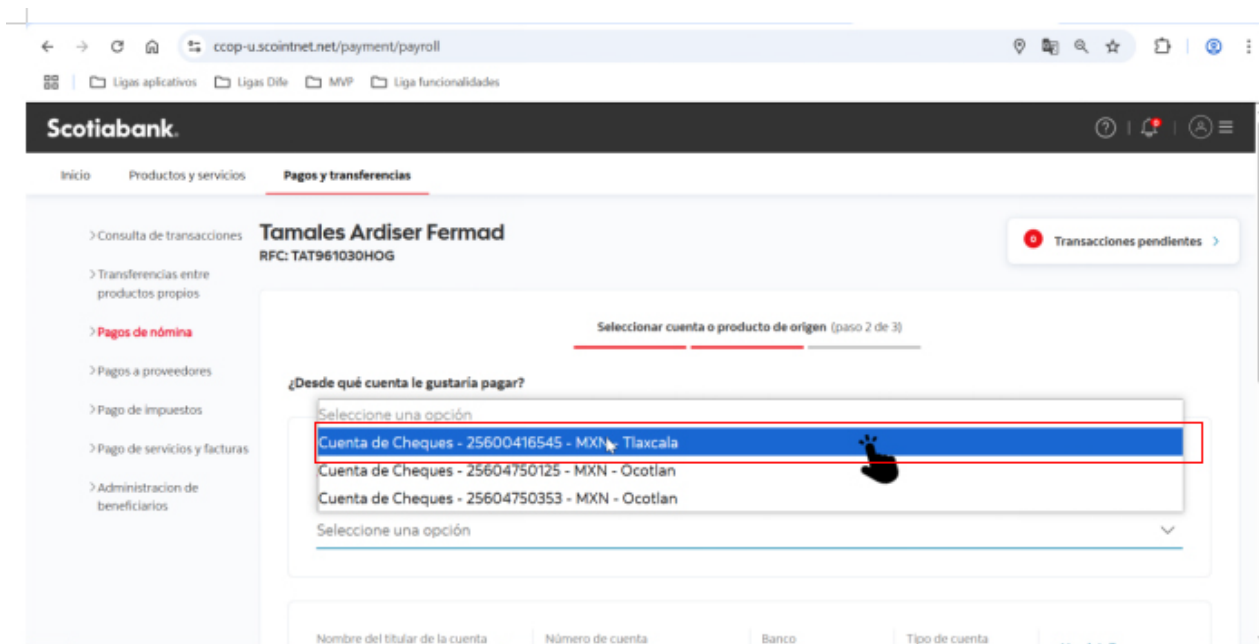 ccop-u.scointnet.net/payment/payroll
Ligas aplicativos Ligas Dife MVP Liga funcionalidades
Scotiabank.
Inicio Productos y servicios Pagos y transferencias
Consulta de transacciones
Transferencias entre
productos propios
Pagos de nómina
Pagos a proveedores
Pago de impuestos
Pago de servicios y facturas
Administracion de
beneficiarios
Tamales Ardiser Fermad
RFC: TAT961030HOG
0 Transacciones pendientes
Seleccionar cuenta o producto de origen (paso 2 de 3)
¿Desde qué cuenta le gustaría pagar?
Seleccione una opción
Cuenta de Cheques - 25600416545 - MXN - Tlaxcala
Cuenta de Cheques - 25604750125 - MXN - Ocotlan
Cuenta de Cheques - 25604750353 - MXN - Ocotlan
Seleccione una opción
Nombre del titular de la cuenta Número de cuenta Banco Tipo de cuenta